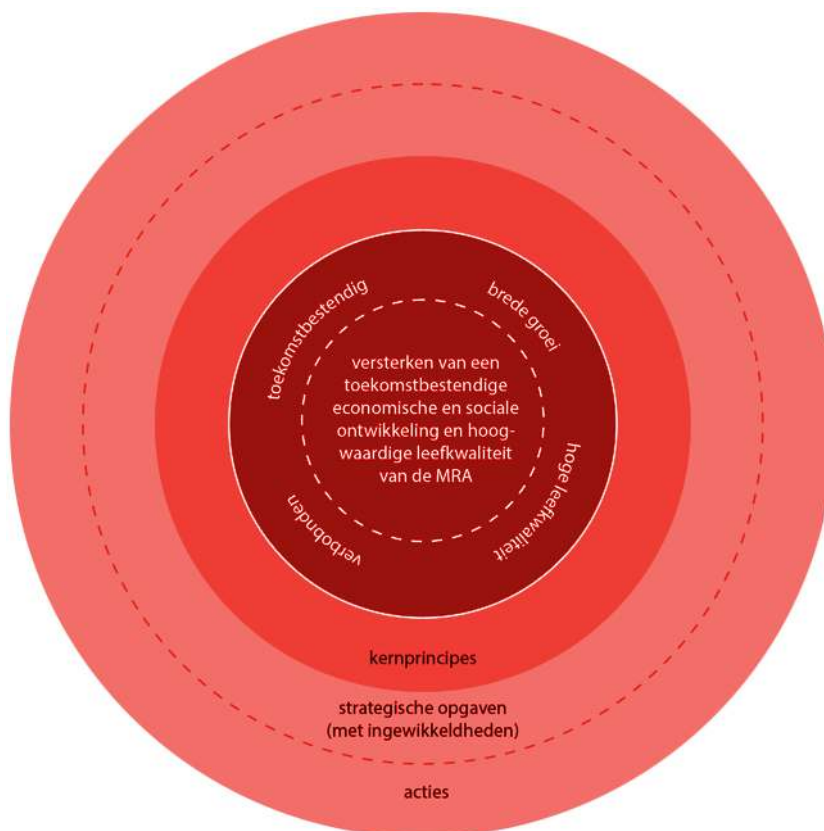 toekomstbestendig
brede groei
versterken van een
toekomstbestendige
economische en sociale
ontwikkeling en hoog-
waardige leefkwaliteit
van de MRA
verbobnden
hoge leefkwaliteit
kernprincipes
strategische opgaven
(met ingewikkeldheden)
acties